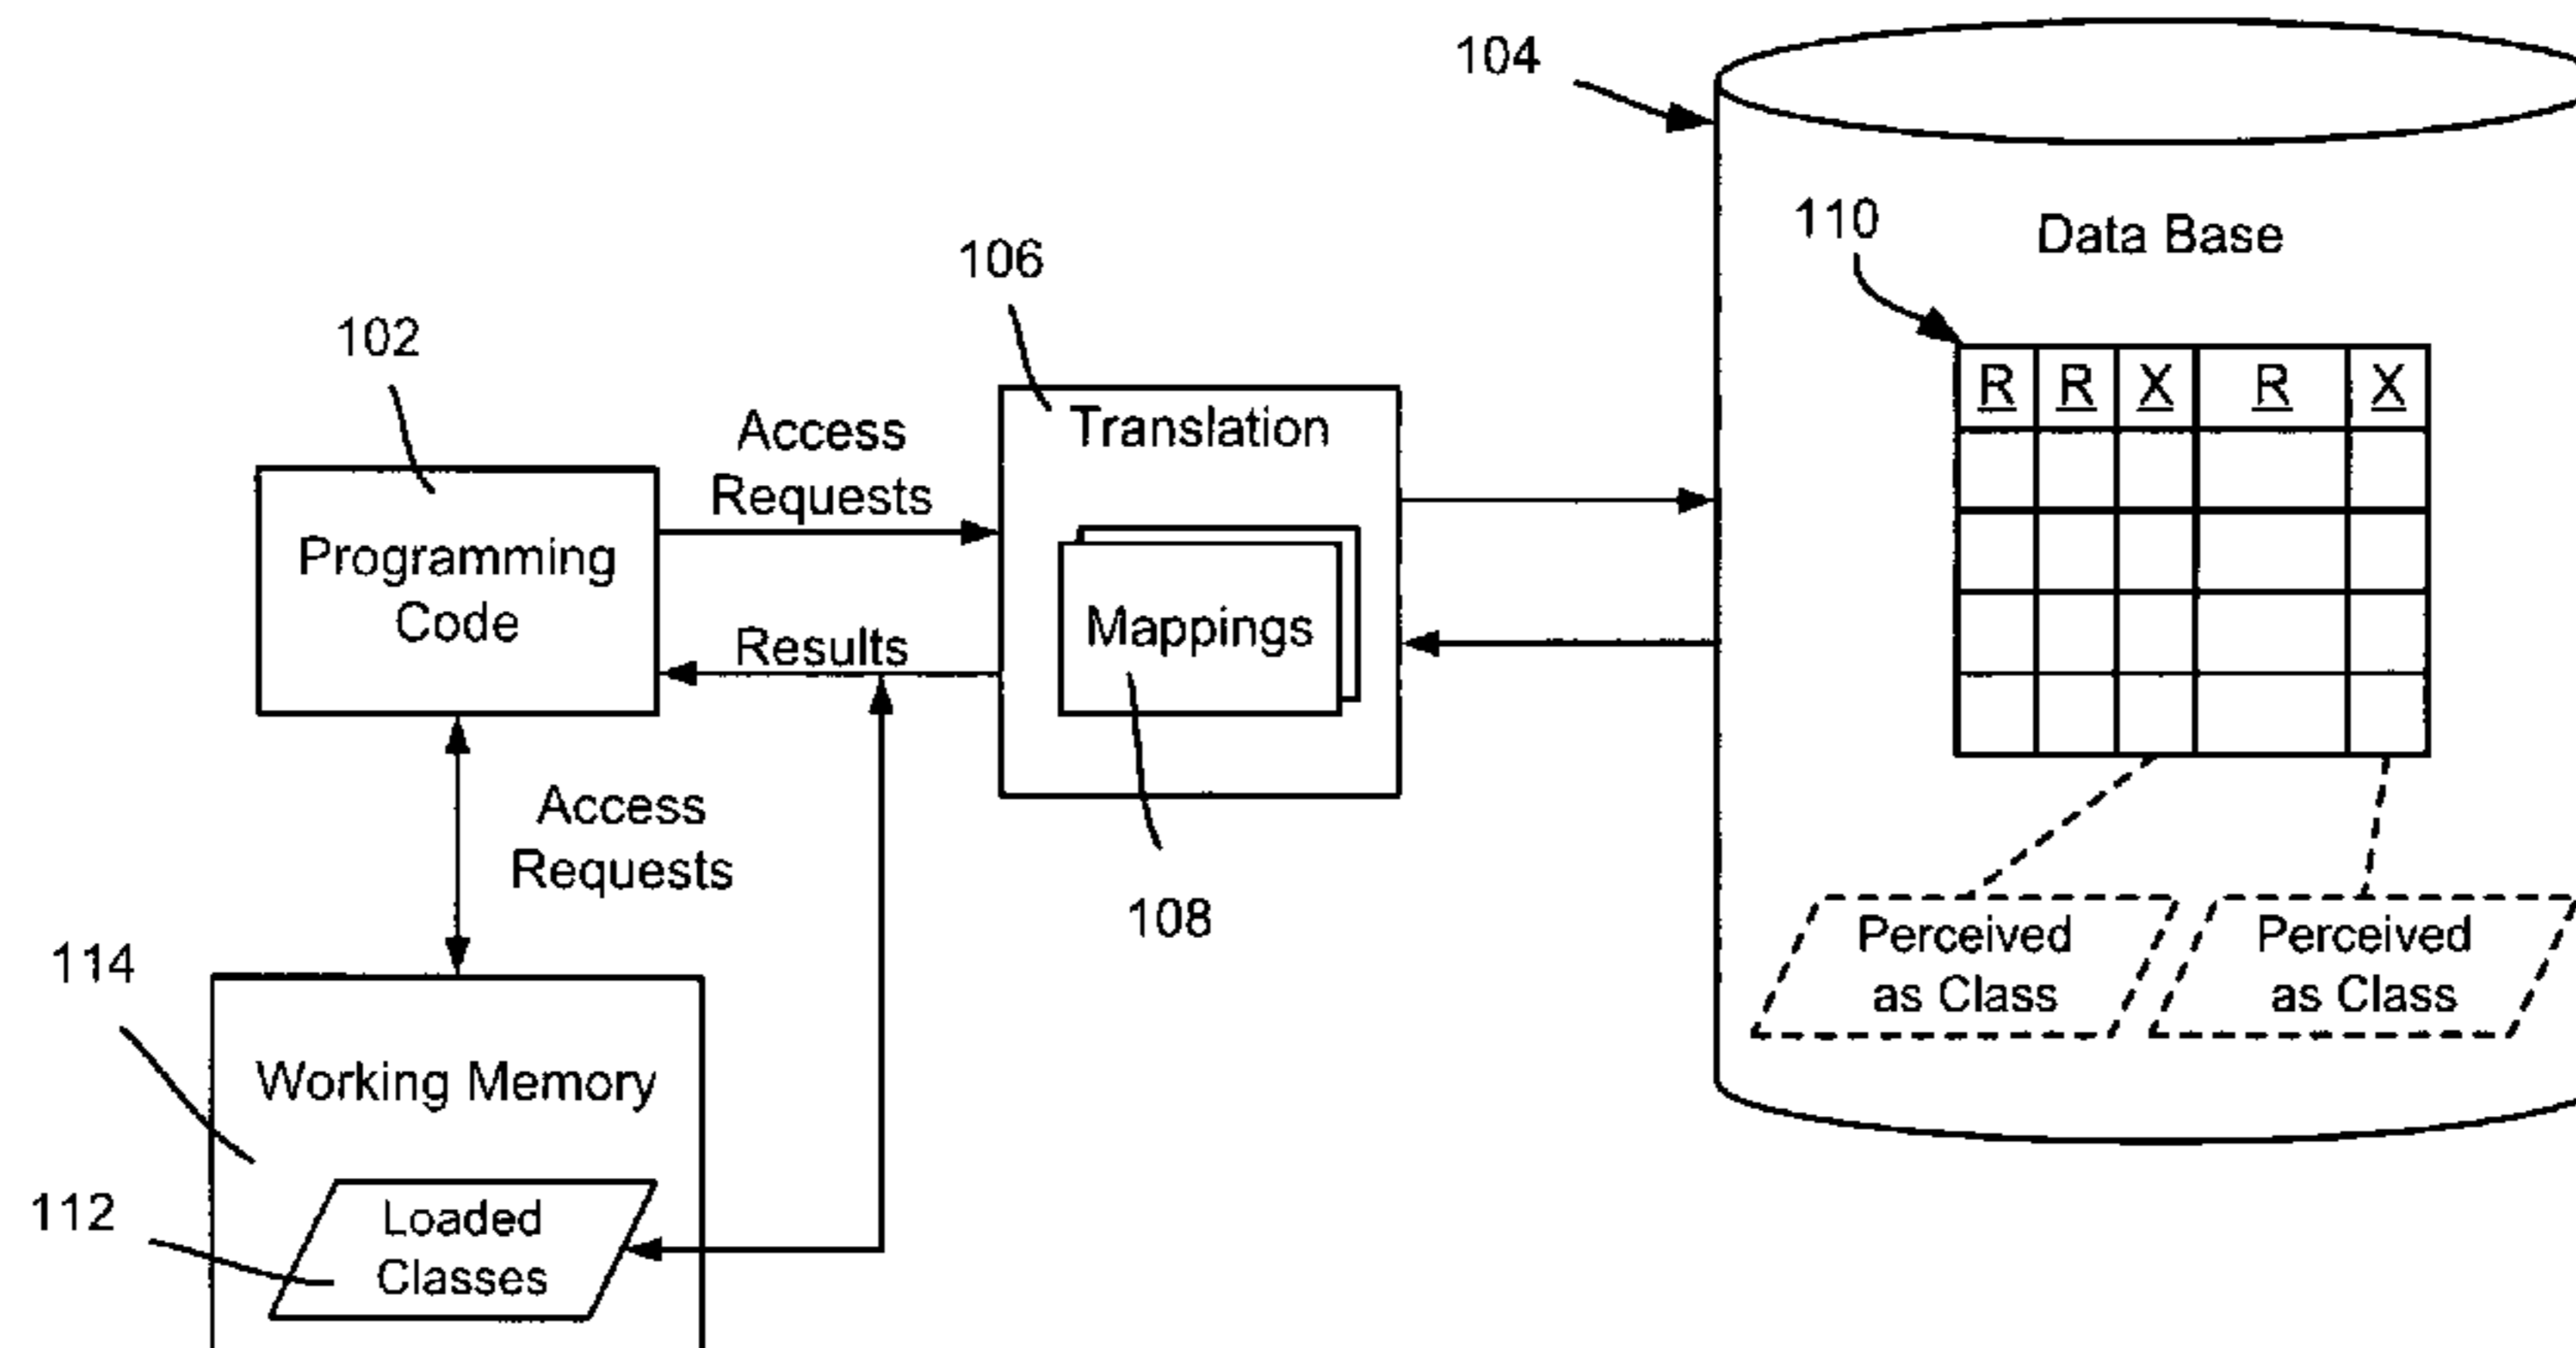 104
110
Data Base
106
102
R R X R X
Access
Requests
Translation
Programming
Code
Mappings
Results
Access
Requests
108
114
Perceived
as Class
Perceived
as Class
Working Memory
112
Loaded
Classes